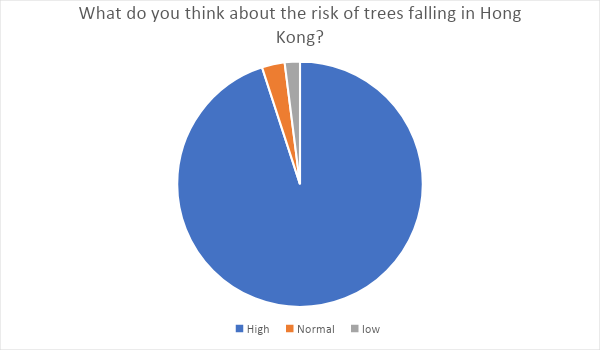 What do you think about the risk of trees falling in Hong
Kong?
High Normal low